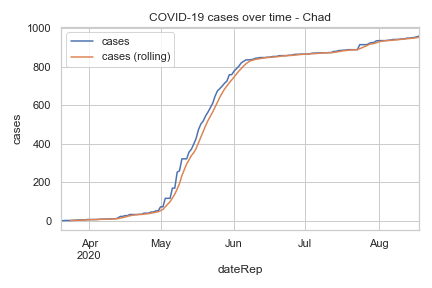 COVID-19 cases over time - Chad
cases
cases (rolling)
1000
800
600
400
200
0
cases
Apr
2020
May
Jun
Jul
Aug
dateRep